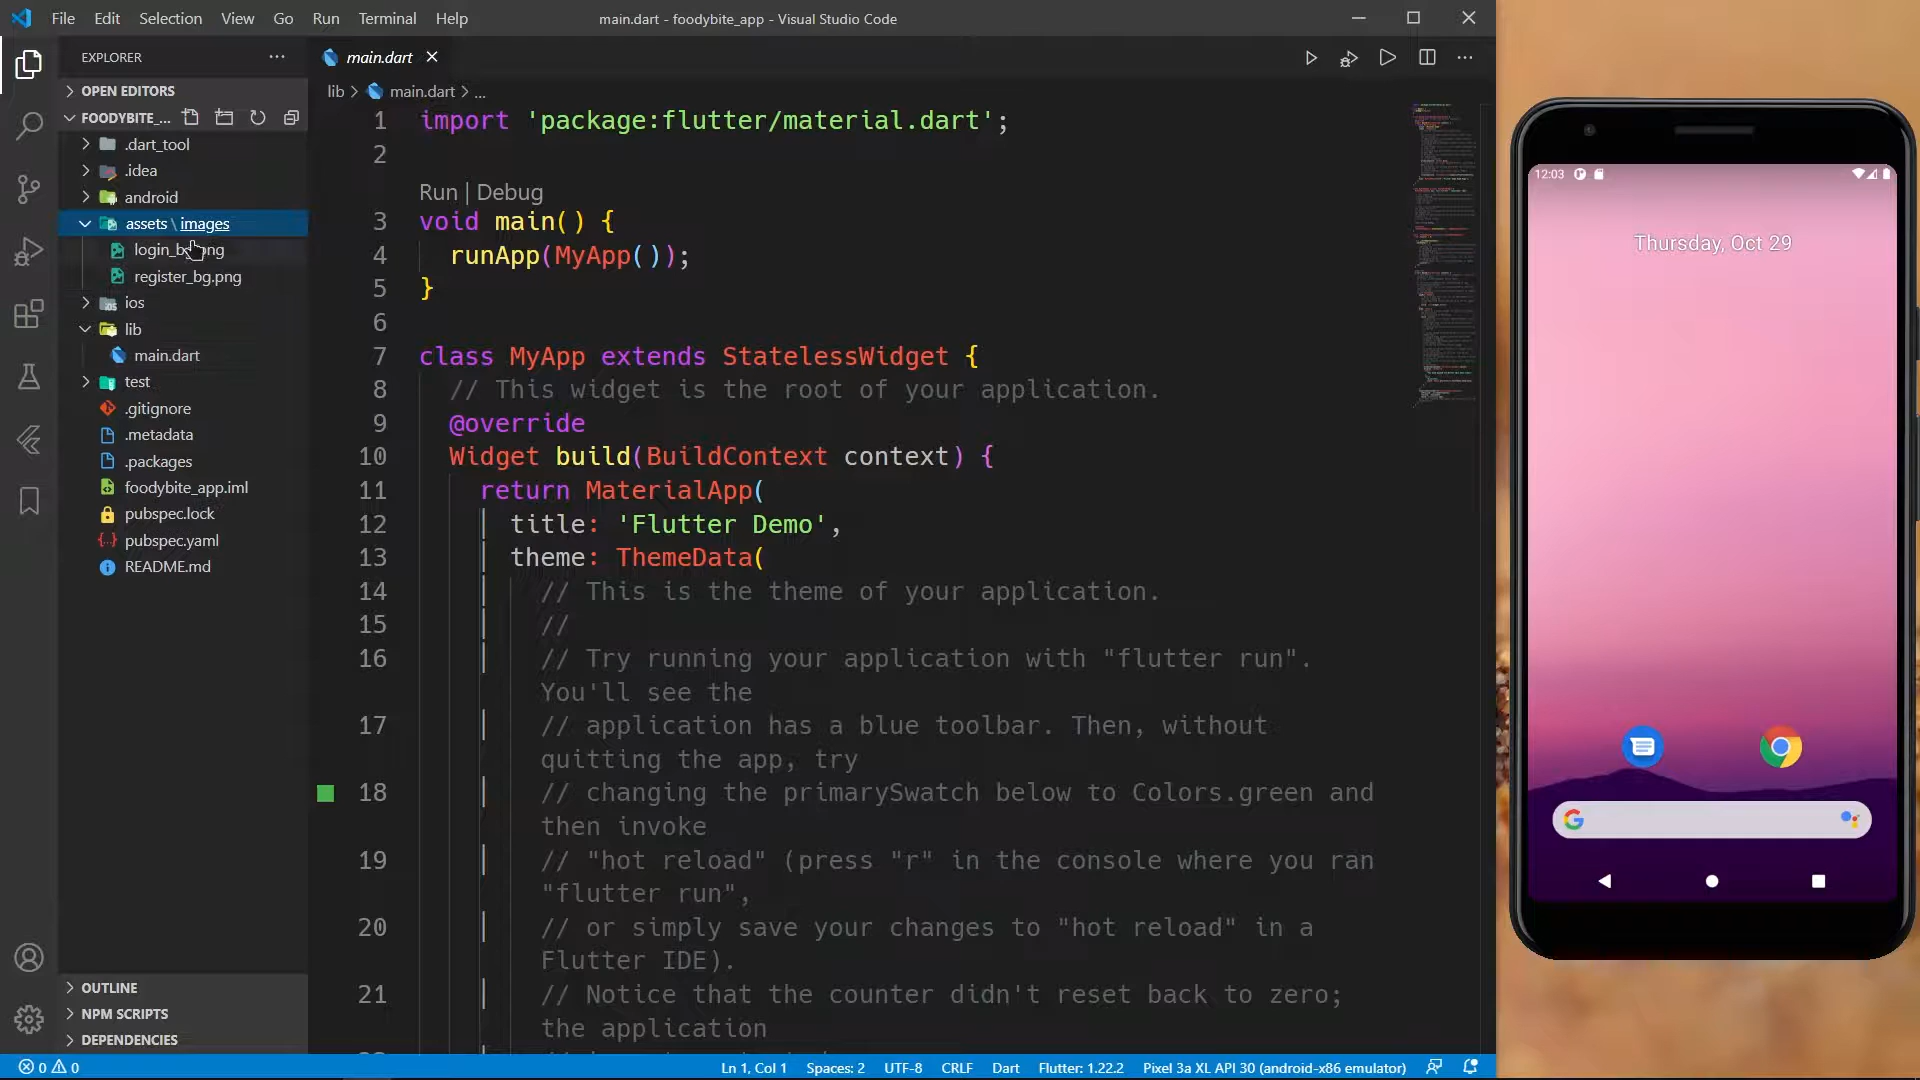 File Edit Selection View Go Run Terminal Help
main.dart - foodybite_app - Visual Studio Code
EXPLORER
OPEN EDITORS
FOODYBITE_...
.dart_tool
.idea
android
assets \ images
login_bg.png
register_bg.png
ios
lib
main.dart
test
.gitignore
.metadata
.packages
foodybite_app.iml
pubspec.lock
pubspec.yaml
README.md
OUTLINE
NPM SCRIPTS
DEPENDENCIES
main.dart
lib > main.dart > ...
1 import 'package:flutter/material.dart';
2
Run | Debug
3 void main() {
4 runApp(MyApp());
5 }
6
7 class MyApp extends StatelessWidget {
8 // This widget is the root of your application.
9 @override
10 Widget build(BuildContext context) {
11 return MaterialApp(
12 title: 'Flutter Demo',
13 theme: ThemeData(
14 // This is the theme of your application.
15 //
16 // Try running your application with "flutter run".
You'll see the
17 // application has a blue toolbar. Then, without
quitting the app, try
18 // changing the primarySwatch below to Colors.green and
then invoke
19 // "hot reload" (press "r" in the console where you ran
"flutter run",
20 // or simply save your changes to "hot reload" in a
Flutter IDE).
21 // Notice that the counter didn't reset back to zero;
the application
12:03
Thursday, Oct 29
0 0
Ln 1, Col 1 Spaces: 2 UTF-8 CRLF Dart Flutter: 1.22.2 Pixel 3a XL API 30 (android-x86 emulator)